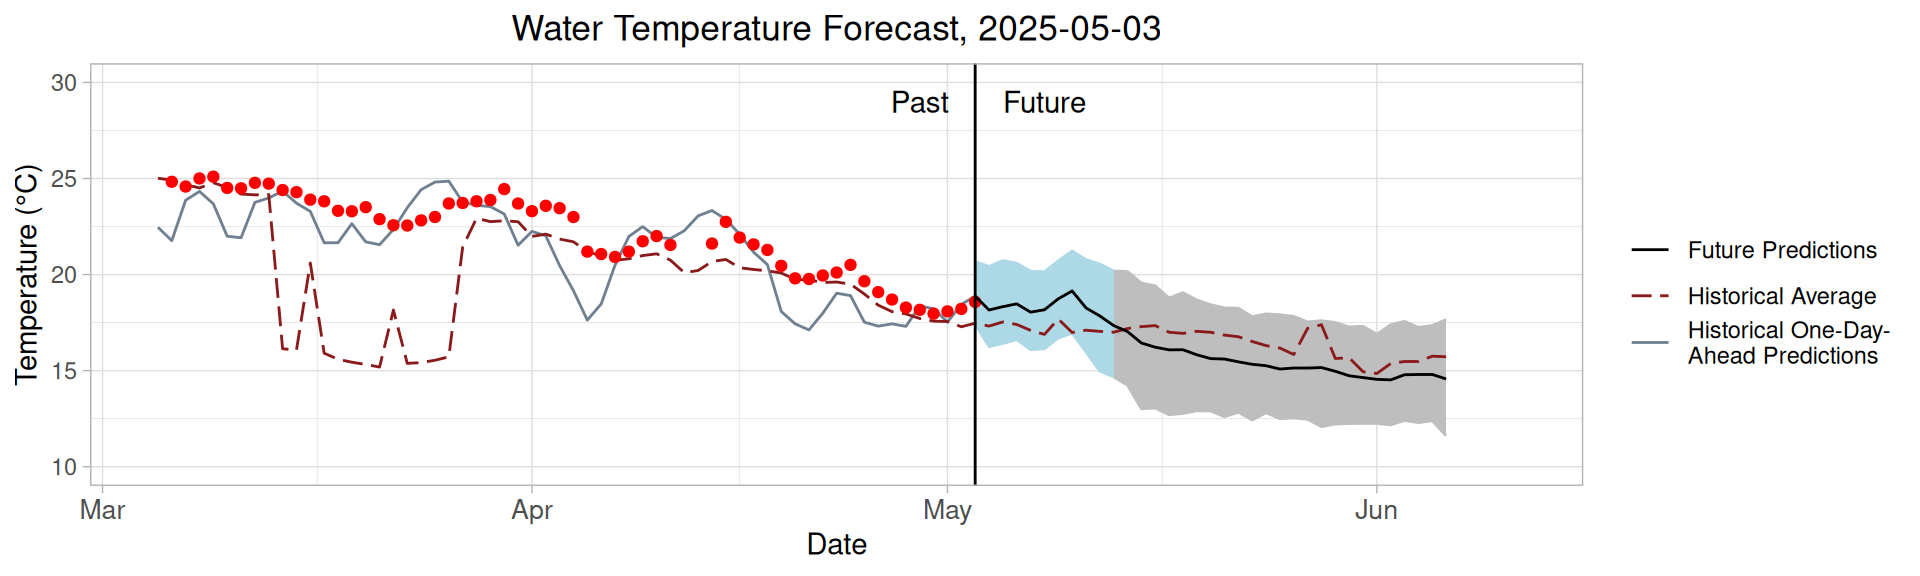 Water Temperature Forecast, 2025-05-03
30
25
20
15
10
Temperature (°C)
Past
Future
Mar
Apr
May
Jun
Date
Future Predictions
Historical Average
Historical One-Day-
Ahead Predictions